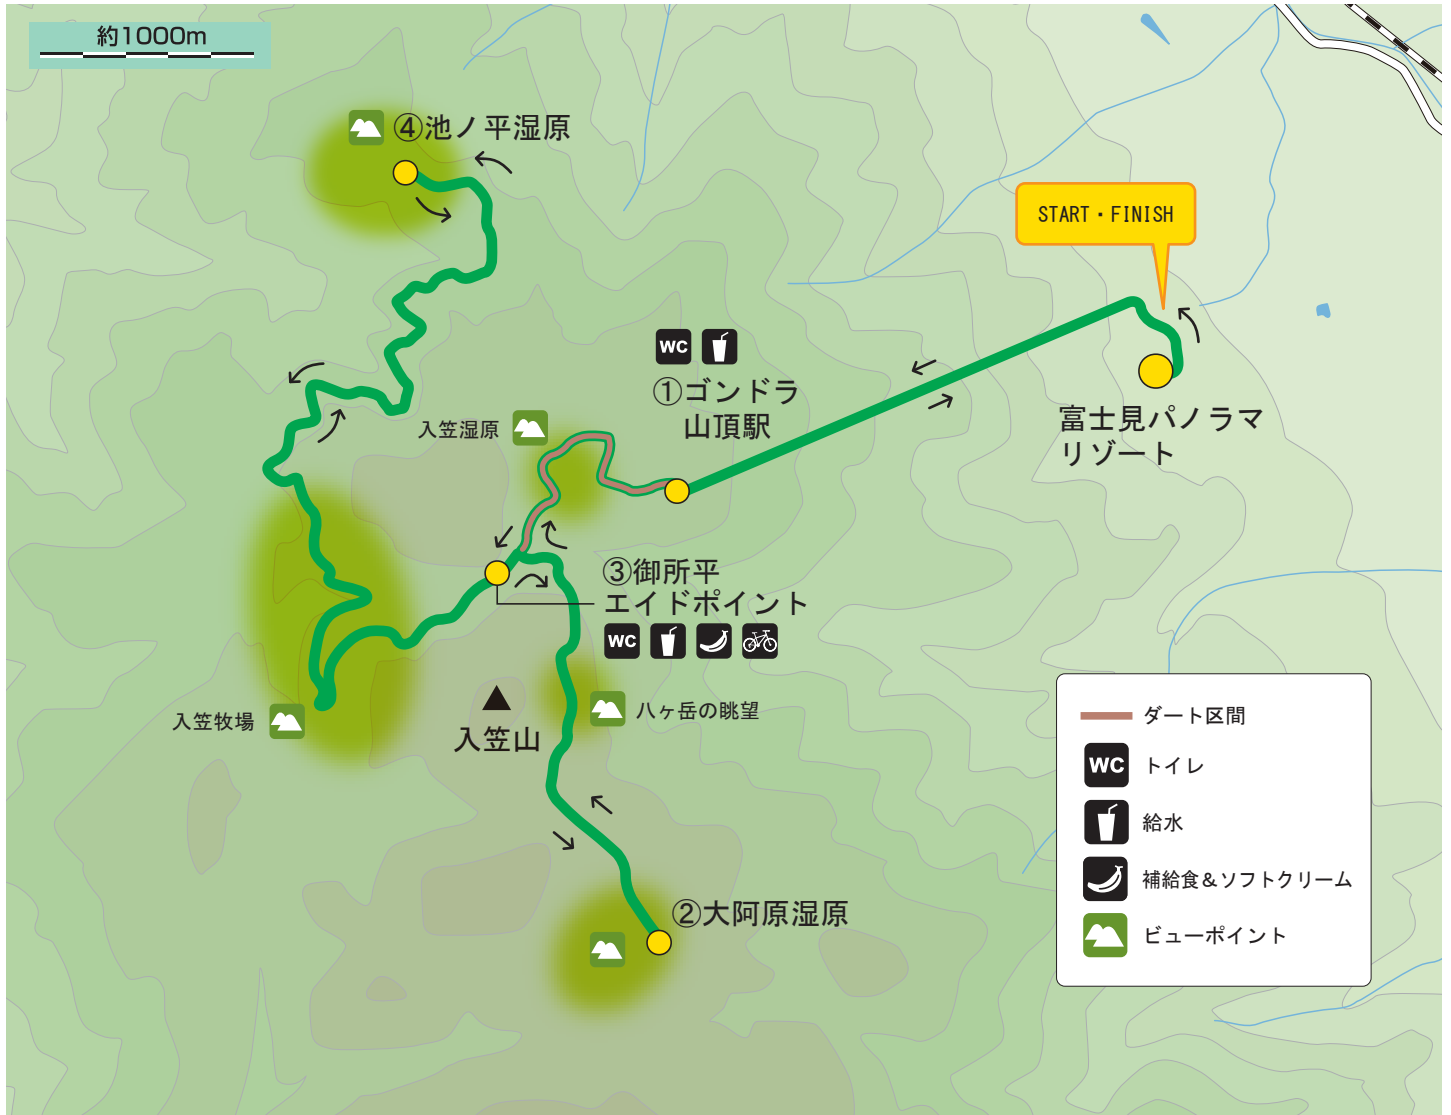 約1000m
④池ノ平湿原
START・FINISH
WC
①ゴンドラ
山頂駅
富士見パノラマ
リゾート
入笠湿原
③御所平
エイドポイント
WC
入笠牧場
八ヶ岳の眺望
入笠山
②大阿原湿原
ダート区間
WC トイレ
給水
補給食＆ソフトクリーム
ビューポイント